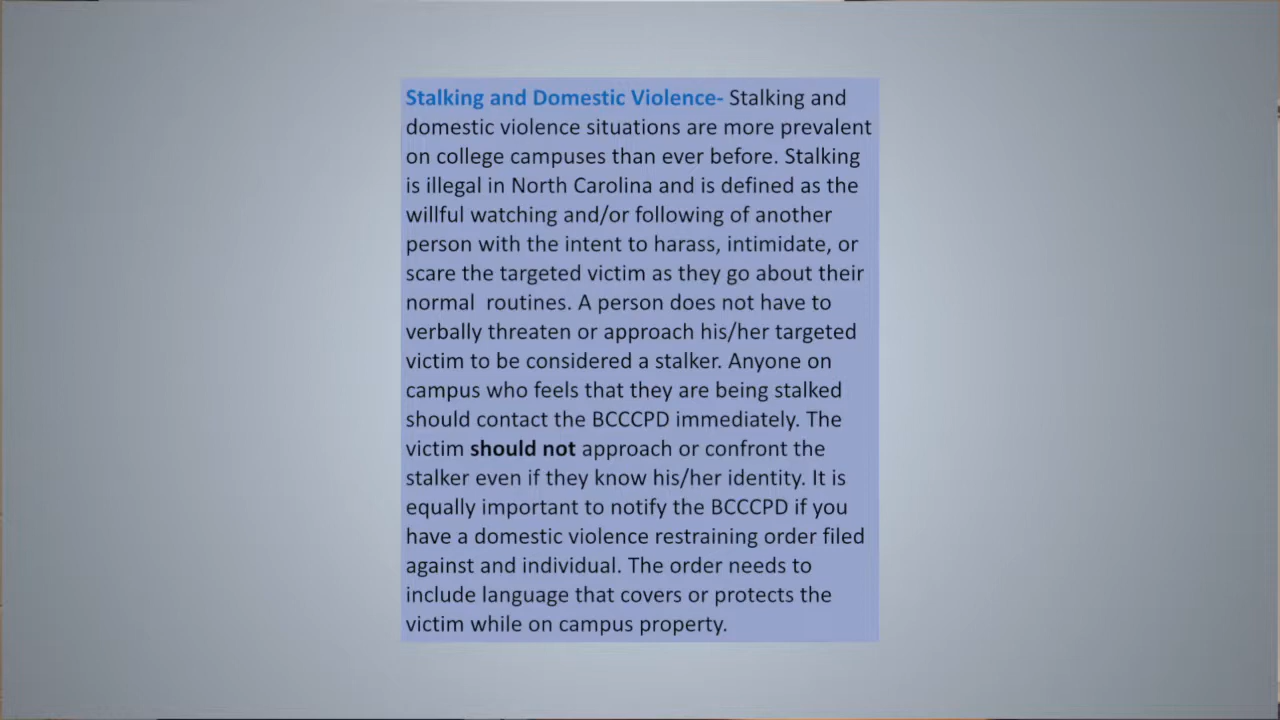 Stalking and Domestic Violence- Stalking and
domestic violence situations are more prevalent
on college campuses than ever before. Stalking
is illegal in North Carolina and is defined as the
willful watching and/or following of another
person with the intent to harass, intimidate, or
scare the targeted victim as they go about their
normal  routines. A person does not have to
verbally threaten or approach his/her targeted
victim to be considered a stalker. Anyone on
campus who feels that they are being stalked
should contact the BCCCPD immediately. The
victim should not approach or confront the
stalker even if they know his/her identity. It is
equally important to notify the BCCCPD if you
have a domestic violence restraining order filed
against and individual. The order needs to
include language that covers or protects the
victim while on campus property.